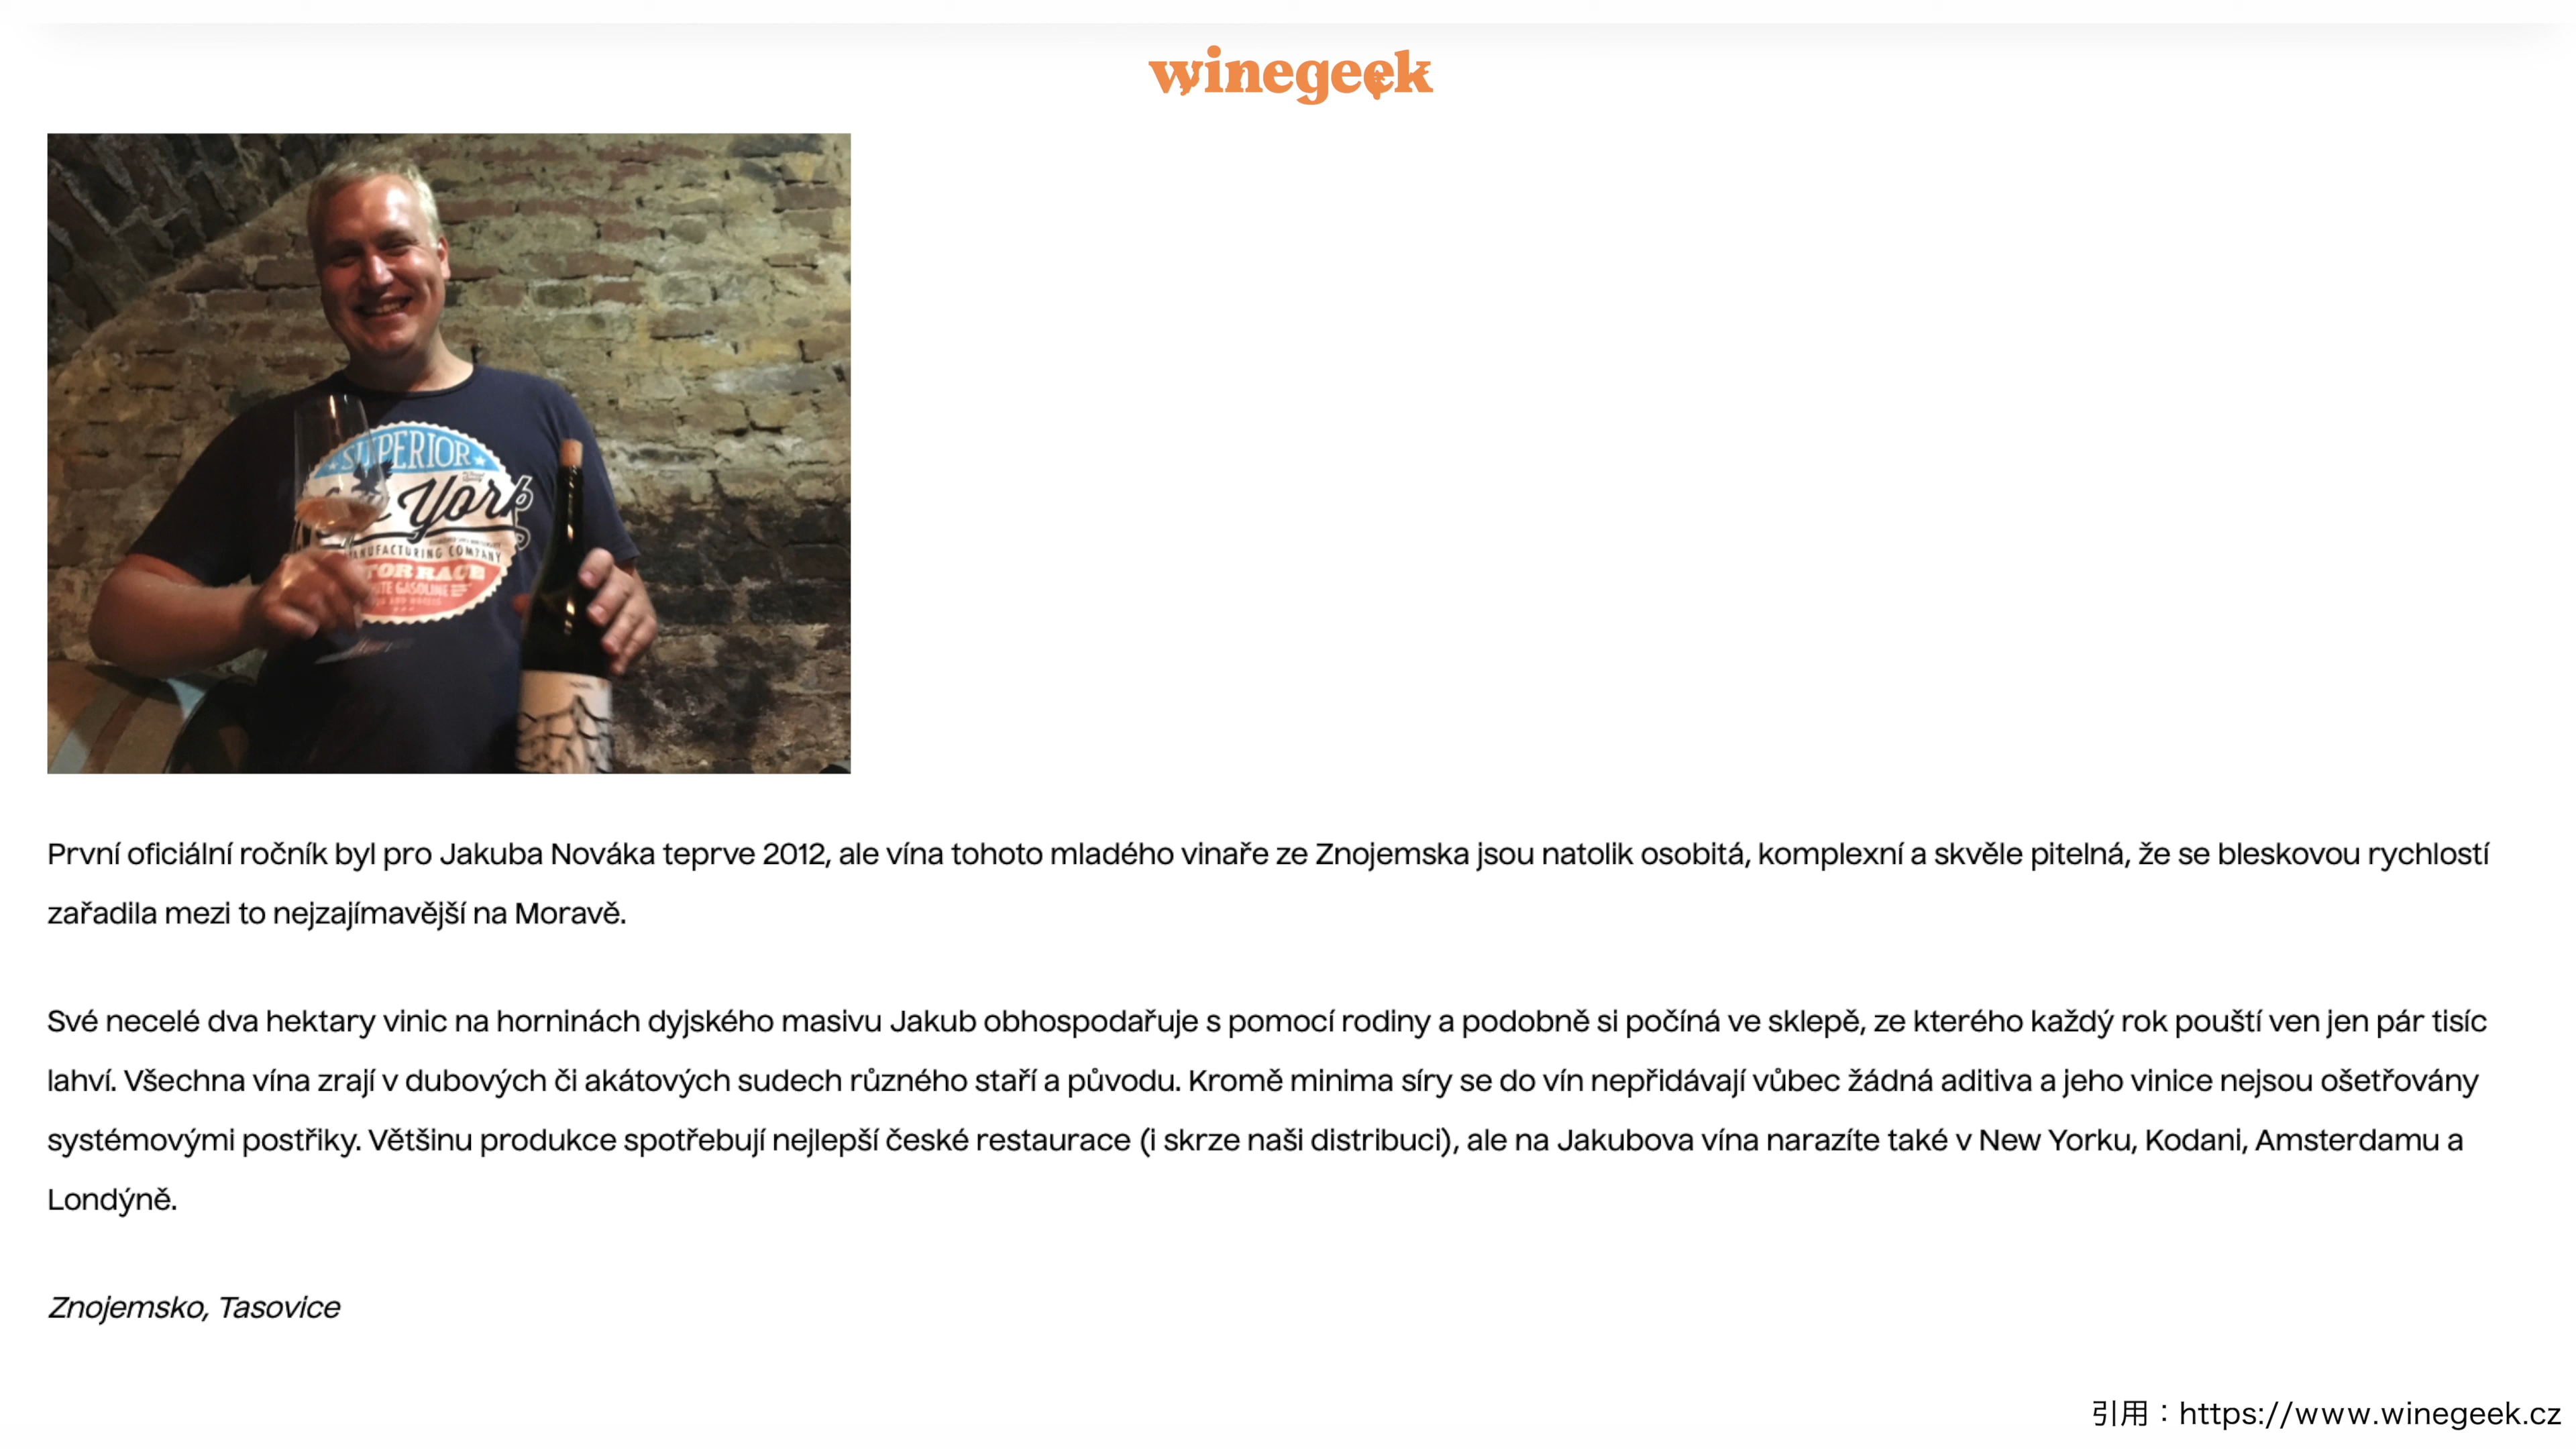 winegeek
SUPERIOR
York
MANUFACTURING COMPANY
TOR RACE
GASOLINE
První oficiální ročník byl pro Jakuba Nováka teprve 2012, ale vína tohoto mladého vinaře ze Znojemska jsou natolik osobitá, komplexní a skvěle pitelná, že se bleskovou rychlostí
zařadila mezi to nejzajímavější na Moravě.
Své necelé dva hektary vinic na horninách dyjského masivu Jakub obhospodařuje s pomocí rodiny a podobně si počíná ve sklepě, ze kterého každý rok pouští ven jen pár tisíc
lahví. Všechna vína zrají v dubových či akátových sudech různého staří a původu. Kromě minima síry se do vín nepřidávají vůbec žádná aditiva a jeho vinice nejsou ošetřovány
systémovými postřiky. Většinu produkce spotřebují nejlepší české restaurace (i skrze naši distribuci), ale na Jakubova vína narazíte také v New Yorku, Kodani, Amsterdamu a
Londýně.
Znojemsko, Tasovice
引用：https://www.winegeek.cz